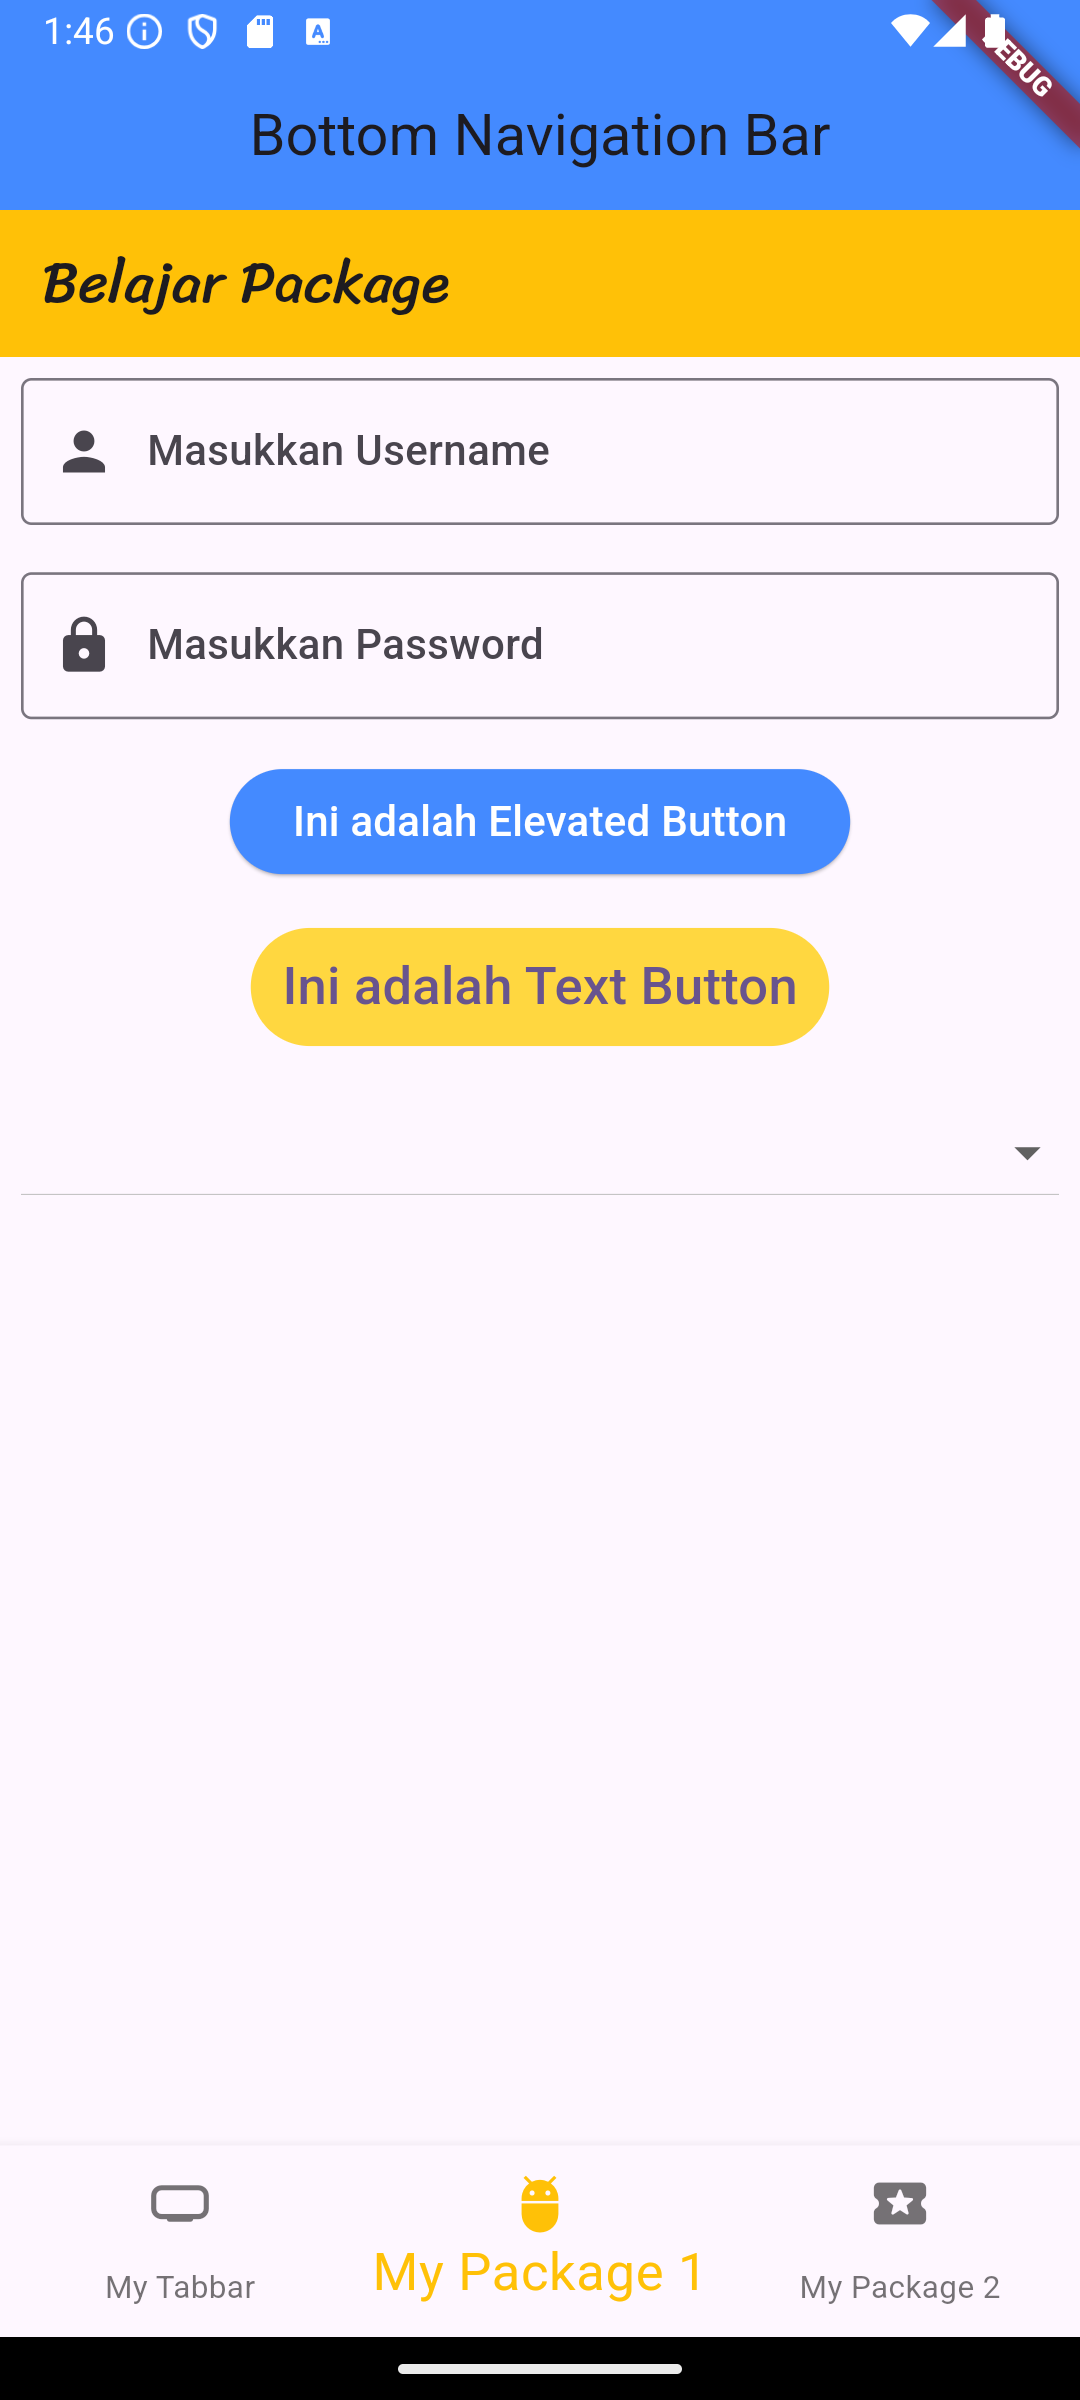 1:46
DEBUG
Bottom Navigation Bar
Belajar Package
Masukkan Username
Masukkan Password
Ini adalah Elevated Button
Ini adalah Text Button
My Tabbar
My Package 1
My Package 2